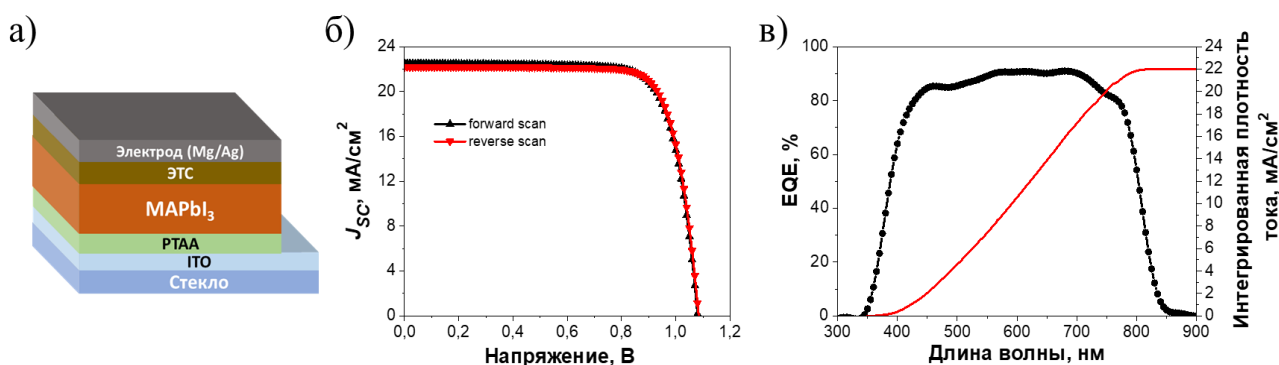 а)
Электрод (Mg/Ag)
ЭТС
MAPbI3
PTAA
ITO
Стекло
б)
24
20
16
12
8
4
0
JSC, мА/см2
forward scan
reverse scan
0,0 0,2 0,4 0,6 0,8 1,0 1,2
Напряжение, В
в)
100
80
60
40
20
0
EQE, %
300 400 500 600 700 800 900
Длина волны, нм
24
22
20
18
16
14
12
10
8
6
4
2
0
Интегрированная плотность
тока, мА/см2